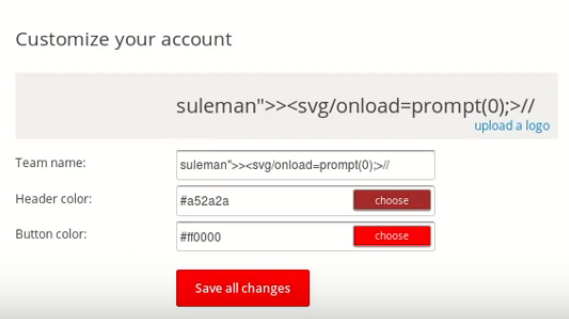 Customize your account
suleman">><svg/onload=prompt(0);>//
upload a logo
Team name:
suleman">><svg/onload=prompt(0);>//
Header color:
#a52a2a
choose
Button color:
#ff0000
choose
Save all changes